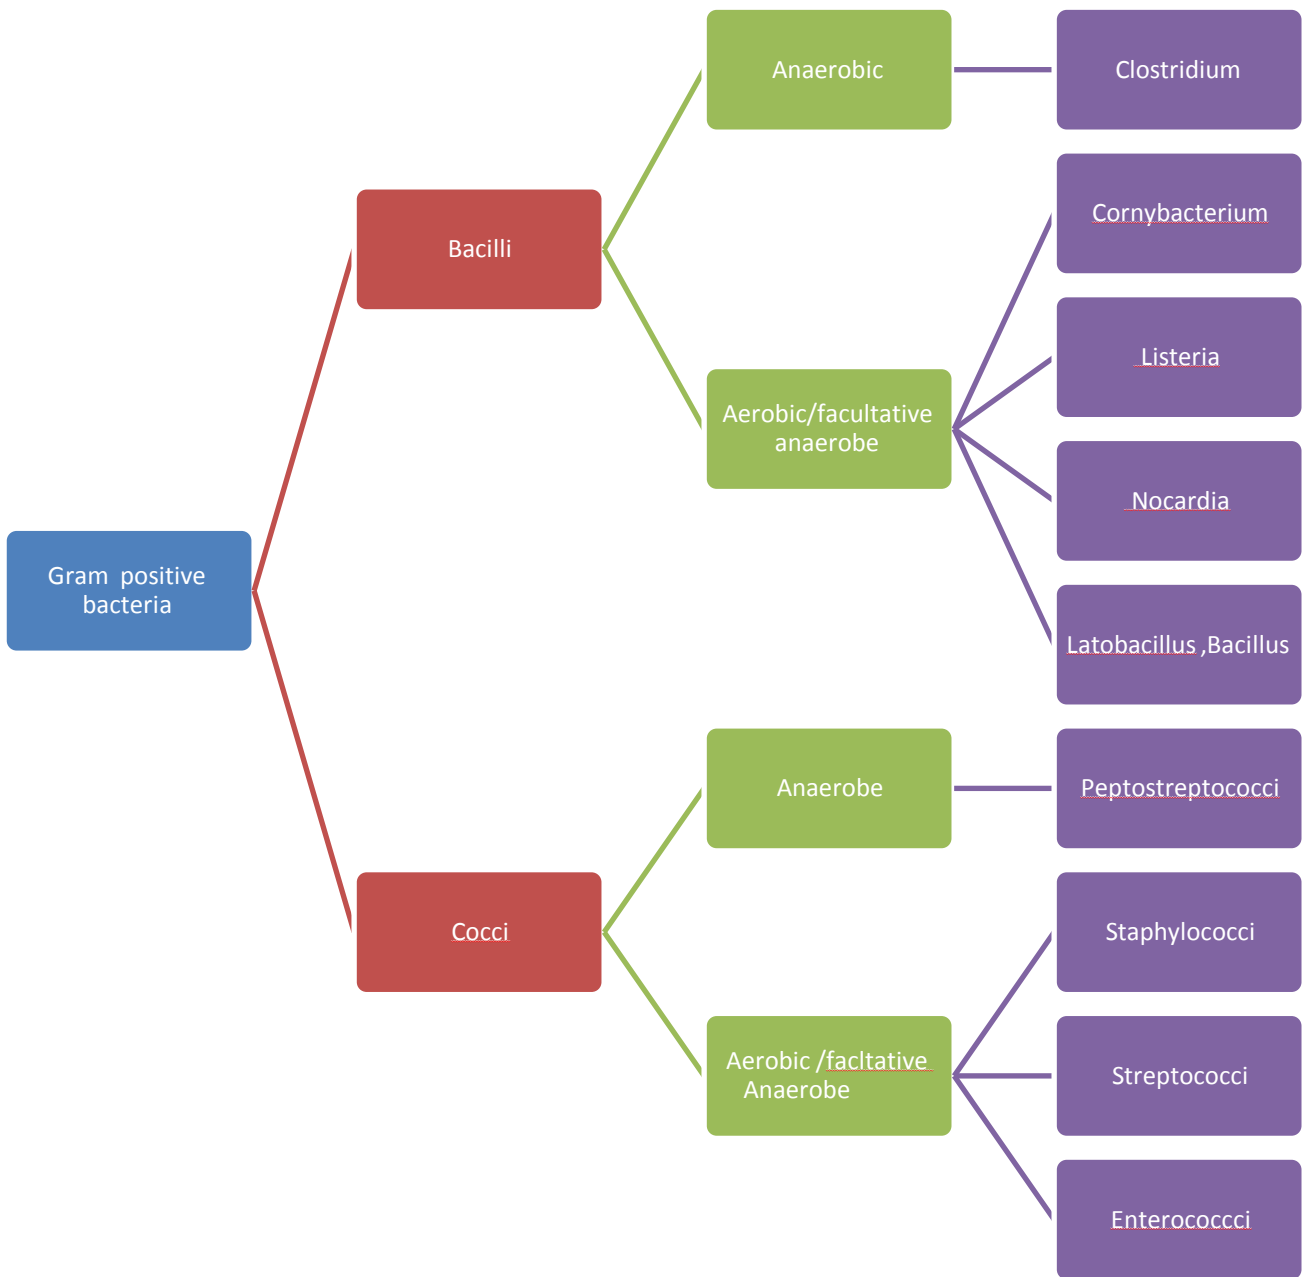 Anaerobic
Clostridium
Cornybacterium
Bacilli
Listeria
Aerobic/facultative
anaerobe
Nocardia
Gram positive
bacteria
Latobacillus ,Bacillus
Anaerobe
Peptostreptococci
Cocci
Staphylococci
Aerobic /facltative
Anaerobe
Streptococci
Enterococcci